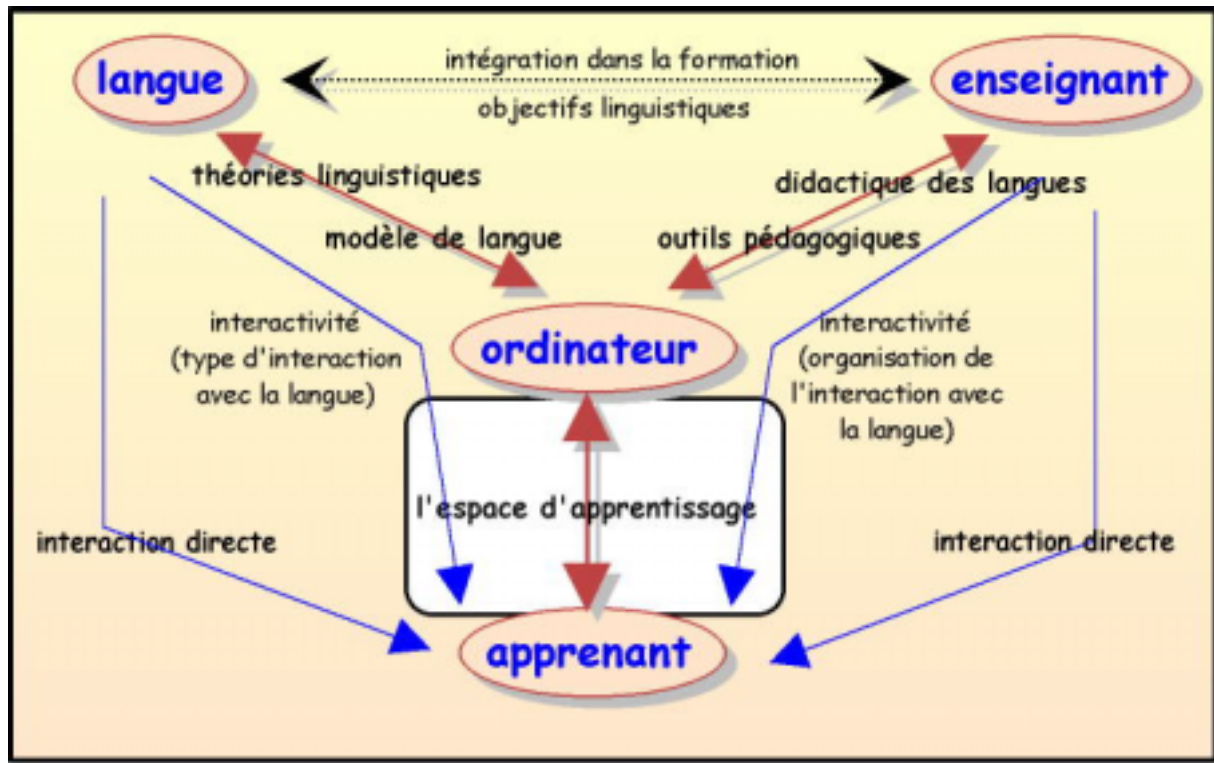 langue
intégration dans la formation
objectifs linguistiques
enseignant
théories linguistiques
didactique des langues
modèle de langue
outils pédagogiques
ordinateur
interactivité
(type d'interaction
avec la langue)
interactivité
(organisation de
l'interaction avec
la langue)
l'espace d'apprentissage
interaction directe
interaction directe
apprenant